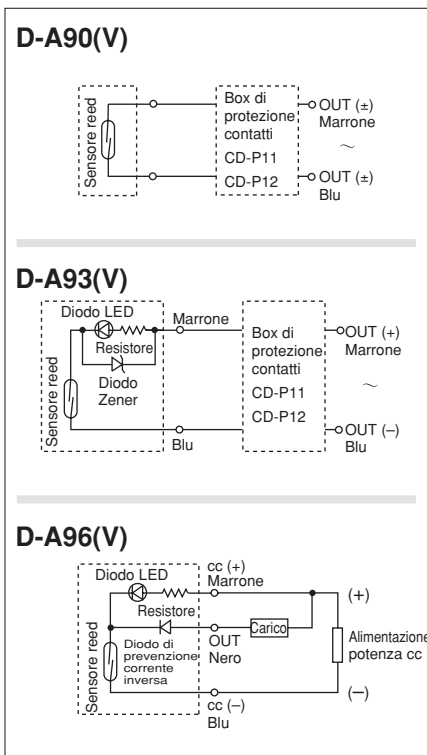 D-A90(V)
Sensore reed
Box di
protezione
contatti
CD-P11
CD-P12
OUT (±)
Marrone
～
OUT (±)
Blu
D-A93(V)
Diodo LED
Resistore
Diodo
Zener
Sensore reed
Marrone
Blu
Box di
protezione
contatti
CD-P11
CD-P12
OUT (+)
Marrone
～
OUT (–)
Blu
D-A96(V)
Diodo LED
Resistore
Diodo di
prevenzione
corrente
inversa
Sensore reed
cc (+)
Marrone
OUT
Nero
cc (–)
Blu
Carico
(+)
Alimentazione
potenza cc
(–)